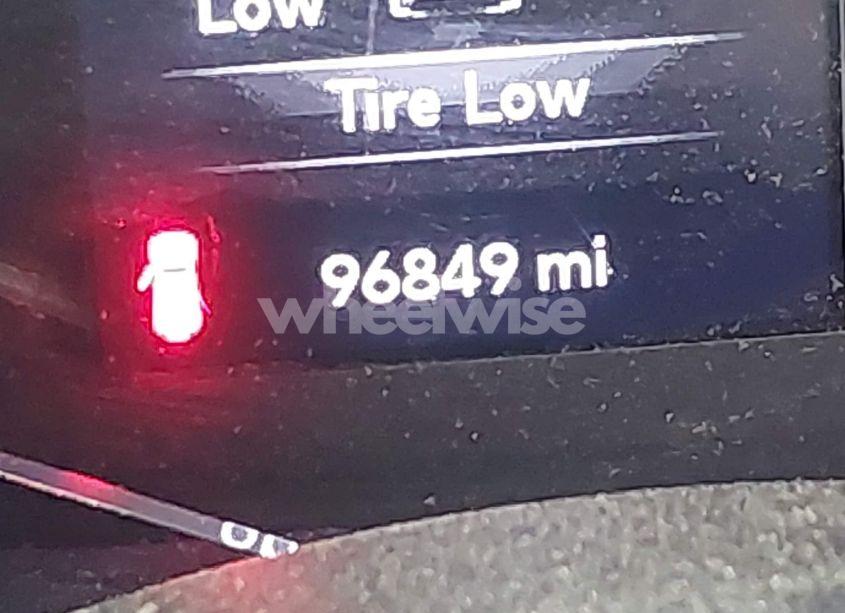 Low
Tire Low
96849 mi
wheelwise